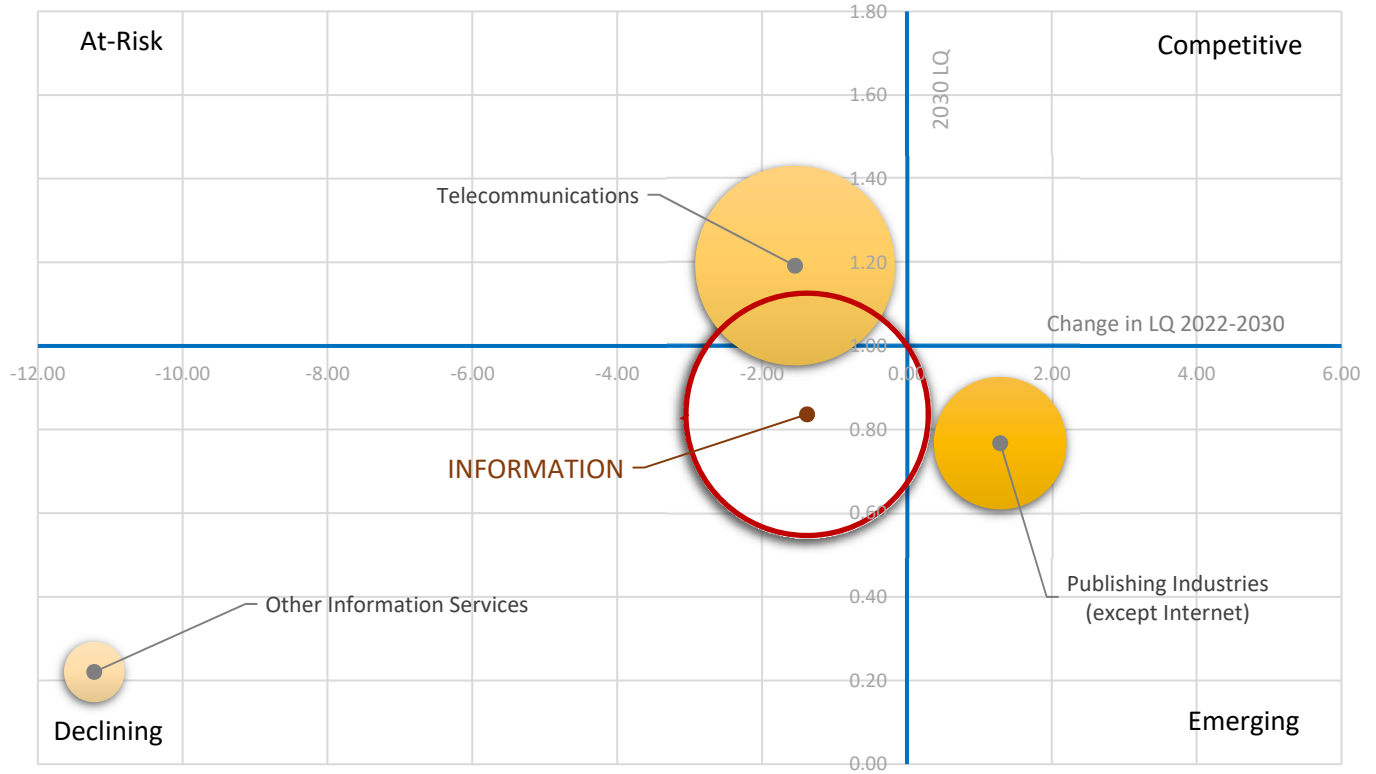 1.80
At-Risk
Competitive
2030 LQ
1.60
1.40
Telecommunications
1.20
Change in LQ 2022-2030
1.00
-12.00 -10.00 -8.00 -6.00 -4.00 -2.00 0.00 2.00 4.00 6.00
0.80
INFORMATION
0.60
Publishing Industries
(except Internet)
0.40
Other Information Services
0.20
Declining
Emerging
0.00